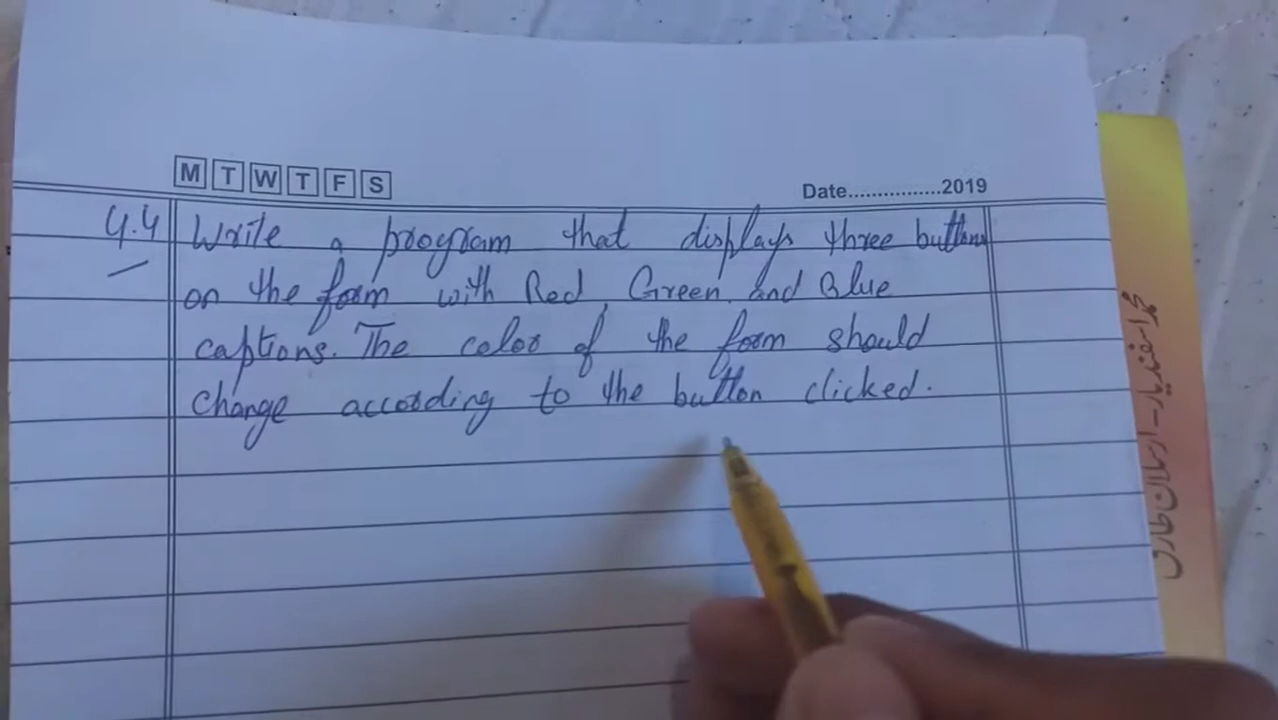 M T W T F S
Date................2019
4.4 Write a program that displays three buttons
on the form with Red, Green and Blue
captions. The color of the form should
change according to the button clicked.